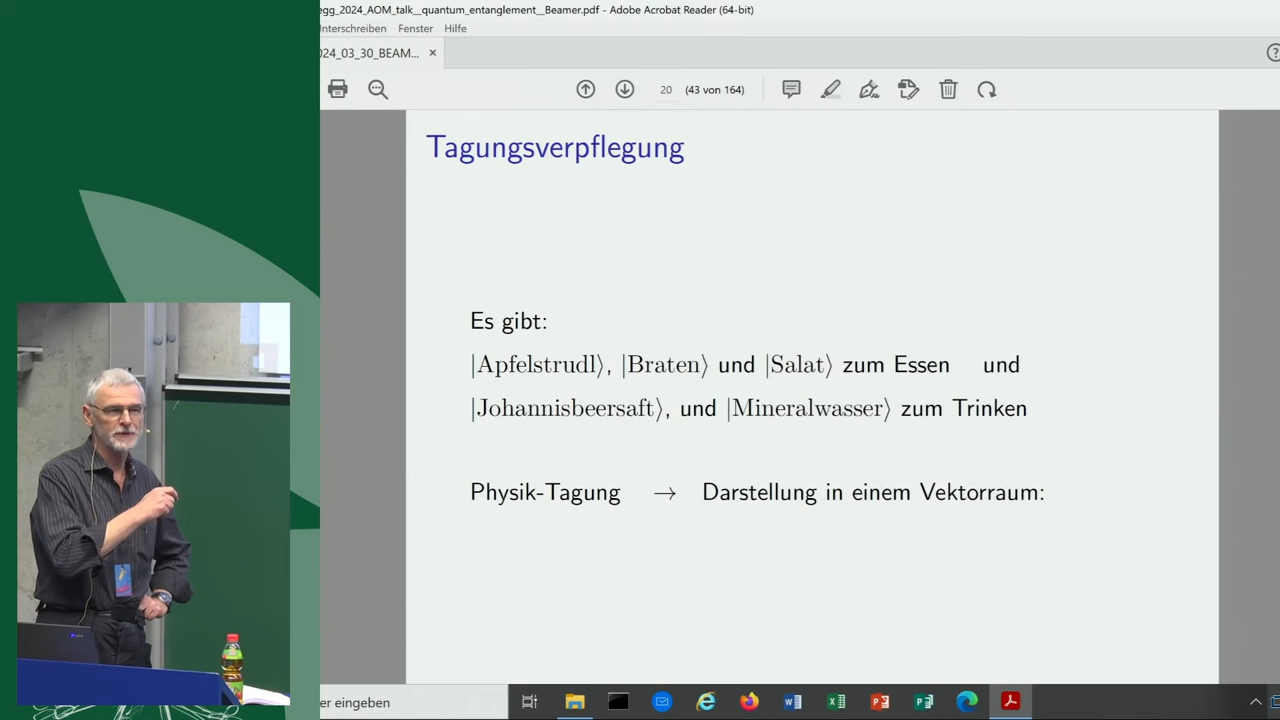 egg_2024_AOM_talk__quantum_entanglement__Beamer.pdf - Adobe Acrobat Reader (64-bit)
Unterschreiben Fenster Hilfe
024_03_30_BEAM... ×
20 (43 von 164)
Tagungsverpflegung
Es gibt:
|Apfelstrudl⟩, |Braten⟩ und |Salat⟩ zum Essen und
|Johannisbeersaft⟩, und |Mineralwasser⟩ zum Trinken
Physik-Tagung → Darstellung in einem Vektorraum:
er eingeben